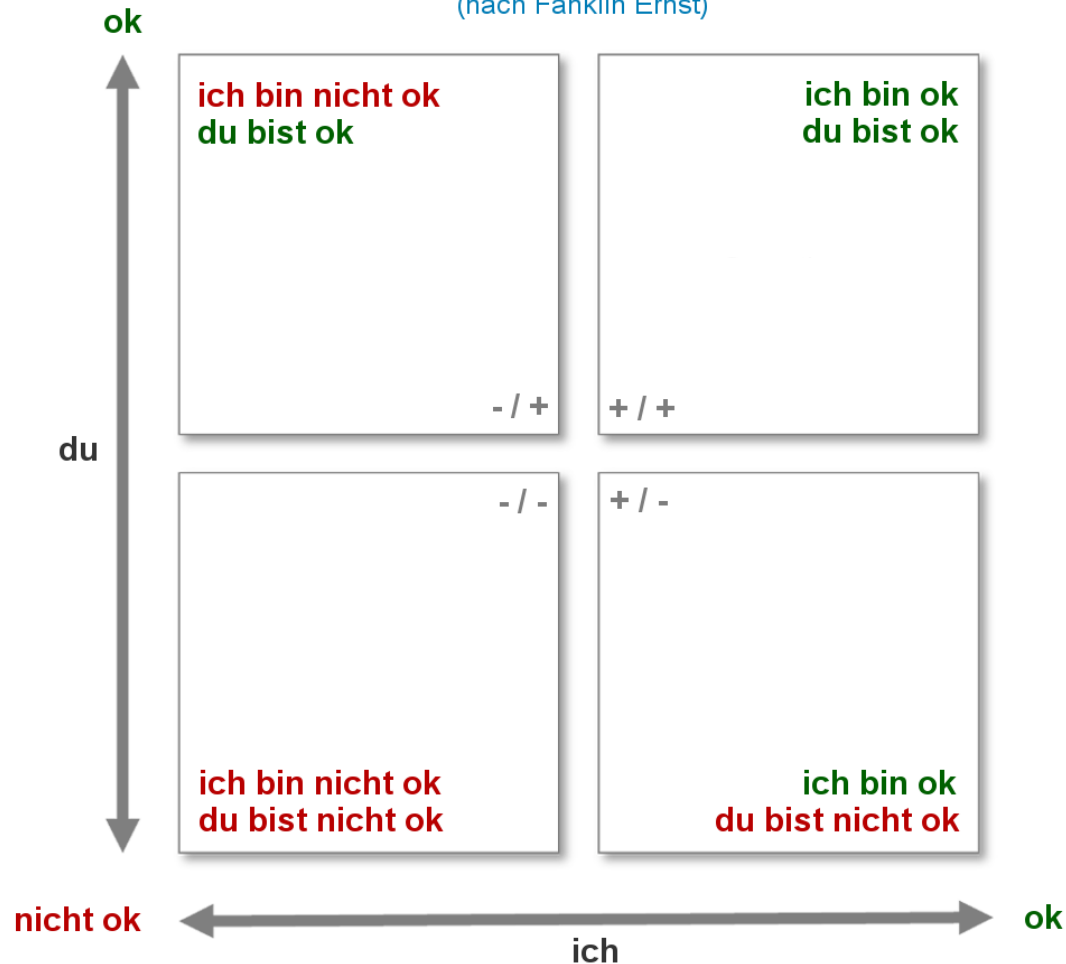 (nach Fanklin Ernst)
ok
ich bin nicht ok
du bist ok
- / +
ich bin ok
du bist ok
+ / +
du
- / -
ich bin nicht ok
du bist nicht ok
+ / -
ich bin ok
du bist nicht ok
nicht ok
ich
ok